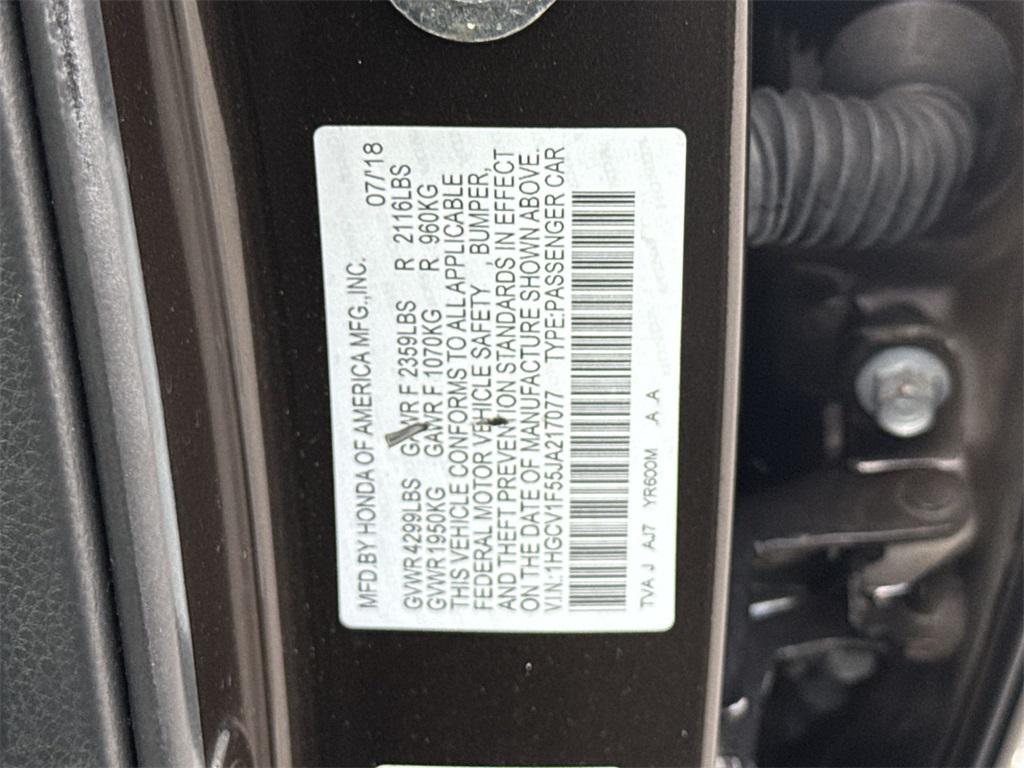 MFD BY HONDA OF AMERICA MFG.,INC. 07/'18
GVWR 4299LBS GAWR F 2359LBS R 2116LBS
GVWR 1950KG GAWR F 1070KG R 960KG
THIS VEHICLE CONFORMS TO ALL APPLICABLE
FEDERAL MOTOR VEHICLE SAFETY , BUMPER,
AND THEFT PREVENTION STANDARDS IN EFFECT
ON THE DATE OF MANUFACTURE SHOWN ABOVE.
V.I.N.:1HGCV1F55JA217077 TYPE:PASSENGER CAR
TVA J AJ7 YR600M A .A